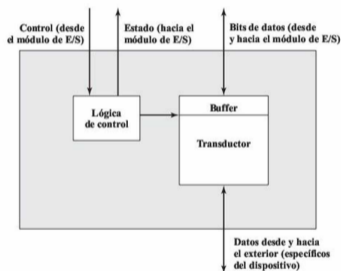 Control (desde
el módulo de E/S)
Estado (hacia el
módulo de E/S)
Bits de datos (desde
y hacia el módulo de E/S)
Lógica
de control
Buffer
Transductor
Datos desde y hacia
el exterior (específicos
del dispositivo)